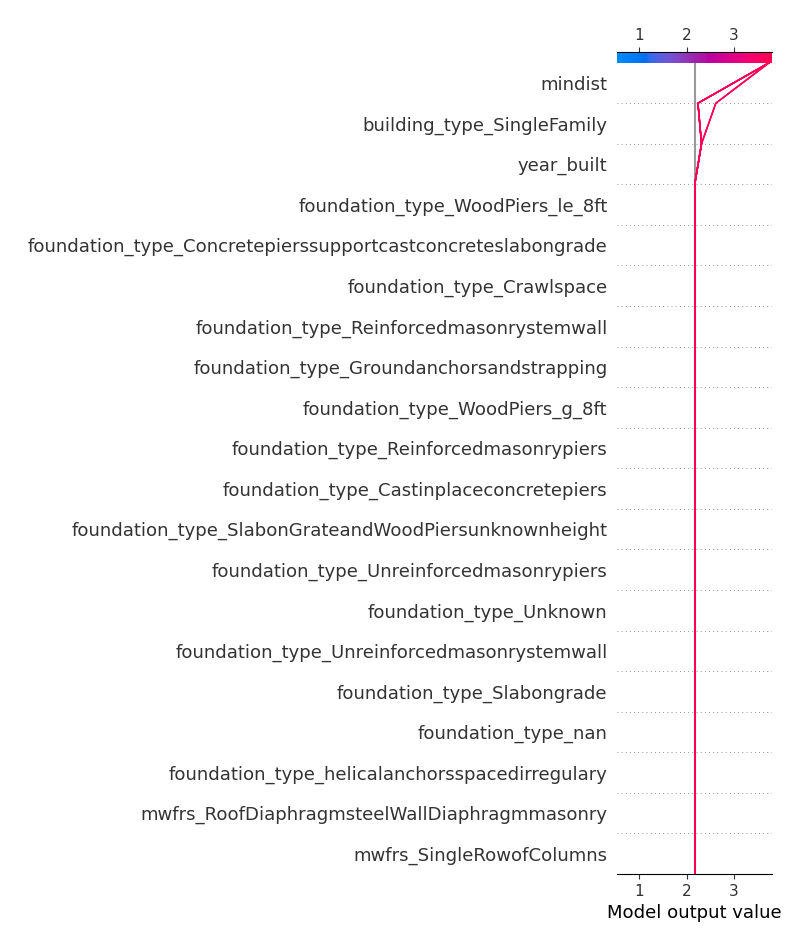 1 2 3
mindist
building_type_SingleFamily
year_built
foundation_type_WoodPiers_le_8ft
foundation_type_Concretepierssupportcastconcreteslabongrade
foundation_type_Crawlspace
foundation_type_Reinforcedmasonrystemwall
foundation_type_Groundanchorsandstrapping
foundation_type_WoodPiers_g_8ft
foundation_type_Reinforcedmasonrypiers
foundation_type_Castinplaceconcretepiers
foundation_type_SlabonGrateandWoodPiersunknownheight
foundation_type_Unreinforcedmasonrypiers
foundation_type_Unknown
foundation_type_Unreinforcedmasonrystemwall
foundation_type_Slabongrade
foundation_type_nan
foundation_type_helicalanchorsspacedirregulary
mwfrs_RoofDiaphragmsteelWallDiaphragmmasonry
mwfrs_SingleRowofColumns
1 2 3
Model output value